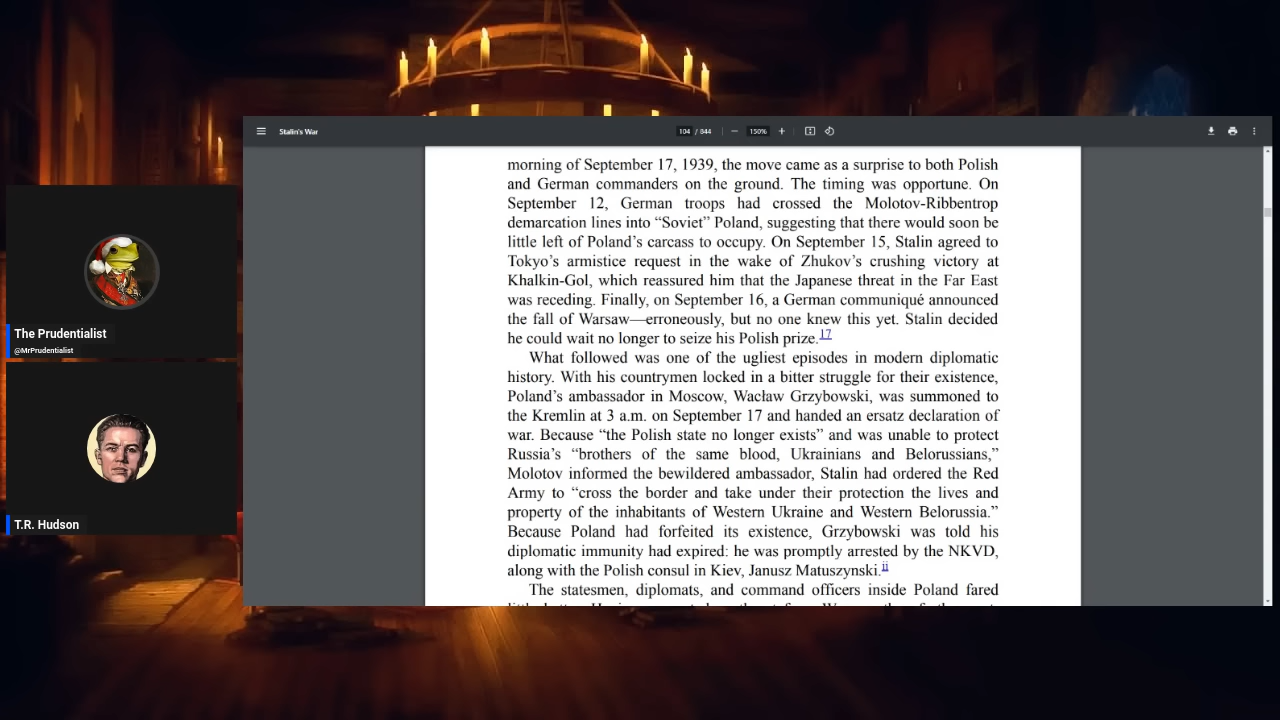 Stalin's War
104 / 844
150%
morning of September 17, 1939, the move came as a surprise to both Polish
and German commanders on the ground. The timing was opportune. On
September 12, German troops had crossed the Molotov-Ribbentrop
demarcation lines into “Soviet” Poland, suggesting that there would soon be
little left of Poland’s carcass to occupy. On September 15, Stalin agreed to
Tokyo’s armistice request in the wake of Zhukov’s crushing victory at
Khalkin-Gol, which reassured him that the Japanese threat in the Far East
was receding. Finally, on September 16, a German communiqué announced
the fall of Warsaw—erroneously, but no one knew this yet. Stalin decided
he could wait no longer to seize his Polish prize.17
What followed was one of the ugliest episodes in modern diplomatic
history. With his countrymen locked in a bitter struggle for their existence,
Poland’s ambassador in Moscow, Wacław Grzybowski, was summoned to
the Kremlin at 3 a.m. on September 17 and handed an ersatz declaration of
war. Because “the Polish state no longer exists” and was unable to protect
Russia’s “brothers of the same blood, Ukrainians and Belorussians,”
Molotov informed the bewildered ambassador, Stalin had ordered the Red
Army to “cross the border and take under their protection the lives and
property of the inhabitants of Western Ukraine and Western Belorussia.”
Because Poland had forfeited its existence, Grzybowski was told his
diplomatic immunity had expired: he was promptly arrested by the NKVD,
along with the Polish consul in Kiev, Janusz Matuszynski.ii
The statesmen, diplomats, and command officers inside Poland fared
The Prudentialist
@MrPrudentialist
T.R. Hudson